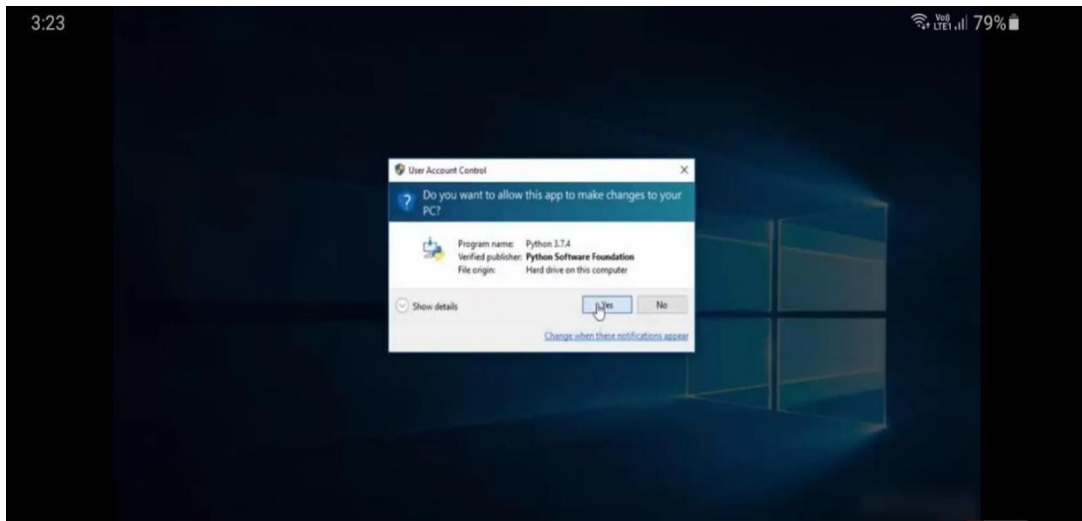 3:23
Vo)) LTE1 79%
User Account Control
Do you want to allow this app to make changes to your
PC?
Program name: Python 3.7.4
Verified publisher: Python Software Foundation
File origin: Hard drive on this computer
Show details
Yes No
Change when these notifications appear